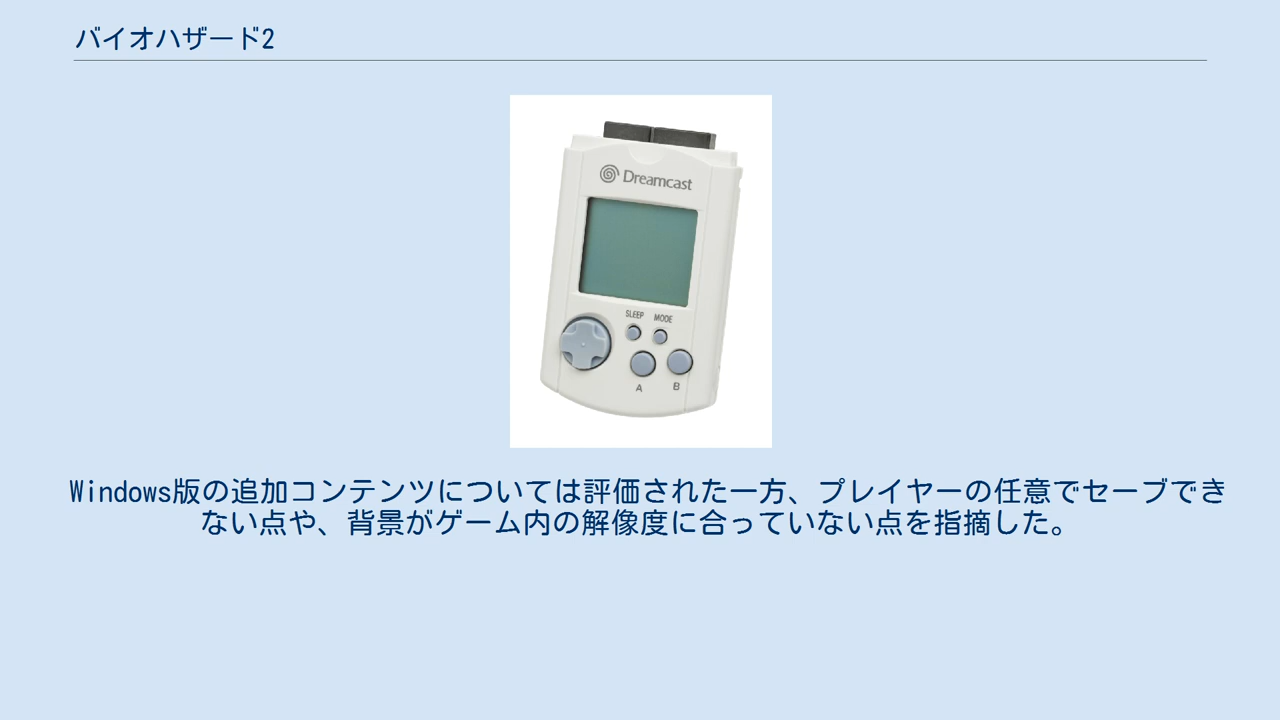 バイオハザード2
Dreamcast
SLEEP MODE
A B
Windows版の追加コンテンツについては評価された一方、プレイヤーの任意でセーブでき
ない点や、背景がゲーム内の解像度に合っていない点を指摘した。